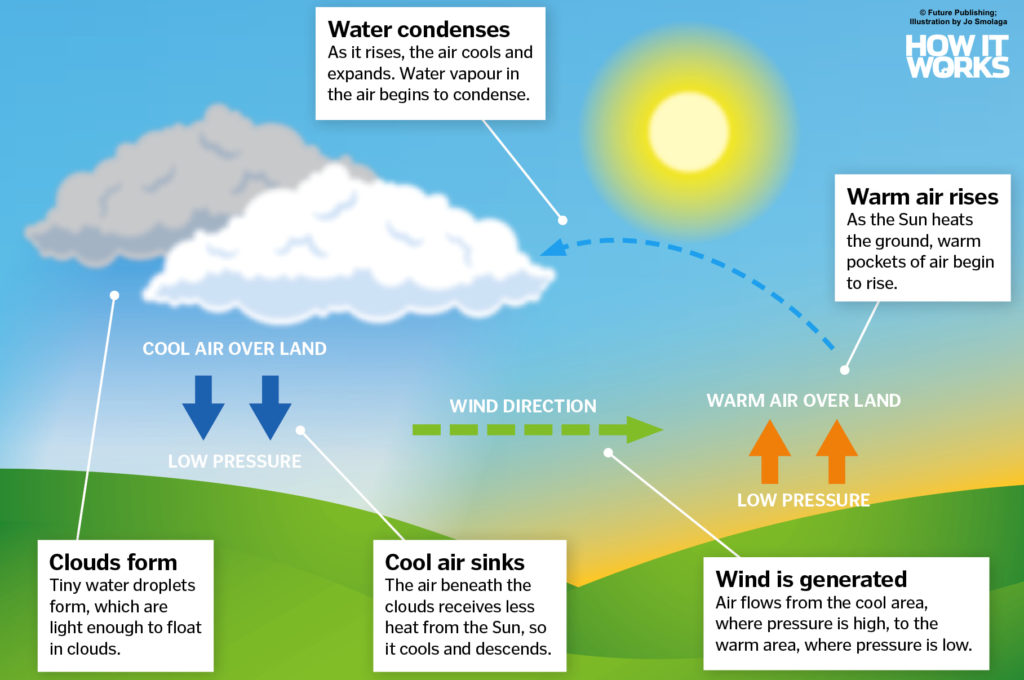 © Future Publishing;
Illustration by Jo Smolaga
HOW IT
WORKS
Water condenses
As it rises, the air cools and
expands. Water vapour in
the air begins to condense.
Warm air rises
As the Sun heats
the ground, warm
pockets of air begin
to rise.
COOL AIR OVER LAND
LOW PRESSURE
WIND DIRECTION
WARM AIR OVER LAND
LOW PRESSURE
Clouds form
Tiny water droplets
form, which are
light enough to float
in clouds.
Cool air sinks
The air beneath the
clouds receives less
heat from the Sun, so
it cools and descends.
Wind is generated
Air flows from the cool area,
where pressure is high, to the
warm area, where pressure is low.